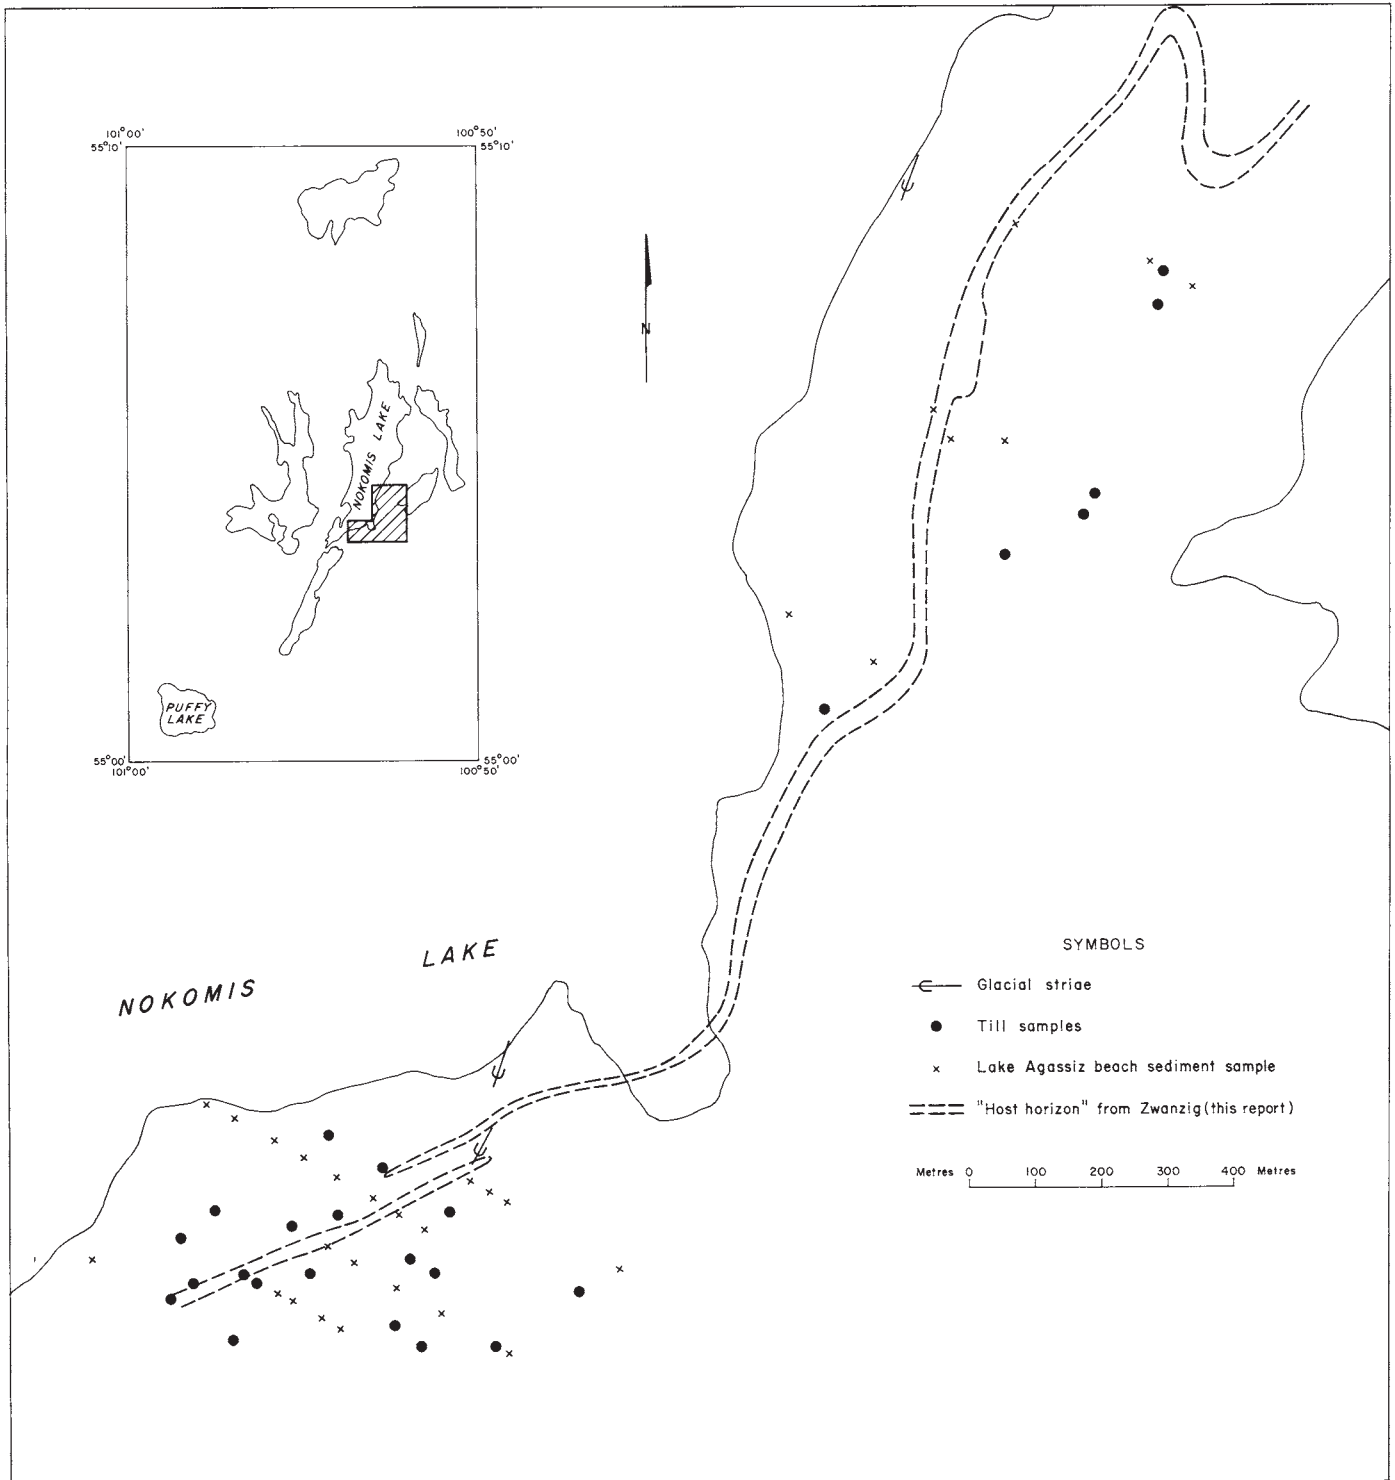 101°00'
100°50'
55°10'
55°10'
NOKOMIS LAKE
PUFFY
LAKE
55°00'
55°00'
101°00'
100°50'
N
NOKOMIS LAKE
SYMBOLS
Glacial striae
Till samples
Lake Agassiz beach sediment sample
"Host horizon" from Zwanzig (this report)
Metres 0 100 200 300 400 Metres